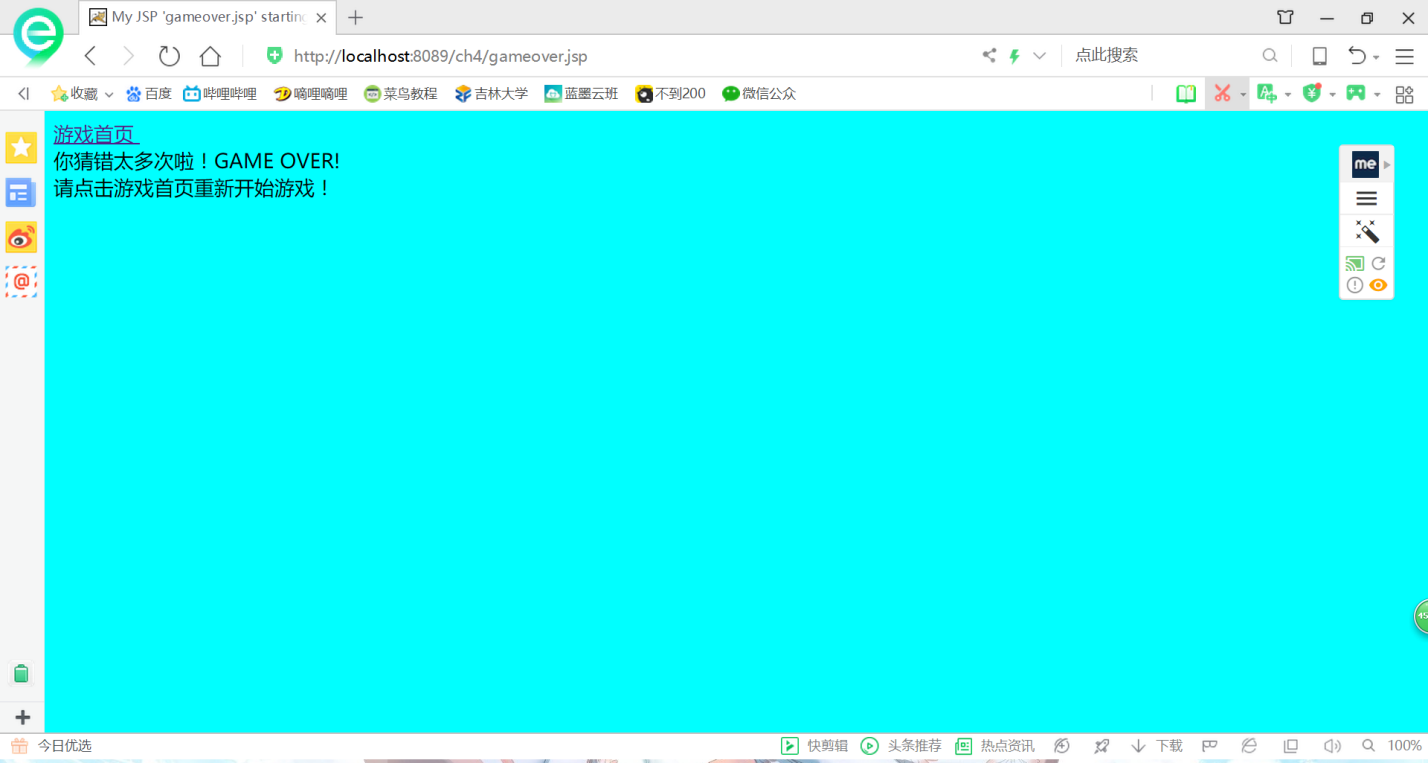 My JSP 'gameover.jsp' starting
http://localhost:8089/ch4/gameover.jsp
点此搜索
收藏 百度 哔哩哔哩 嘀哩嘀哩 菜鸟教程 吉林大学 蓝墨云班 不到200 微信公众
游戏首页
你猜错太多次啦！GAME OVER!
请点击游戏首页重新开始游戏！
me
45
今日优选 快剪辑 头条推荐 热点资讯 下载 100%